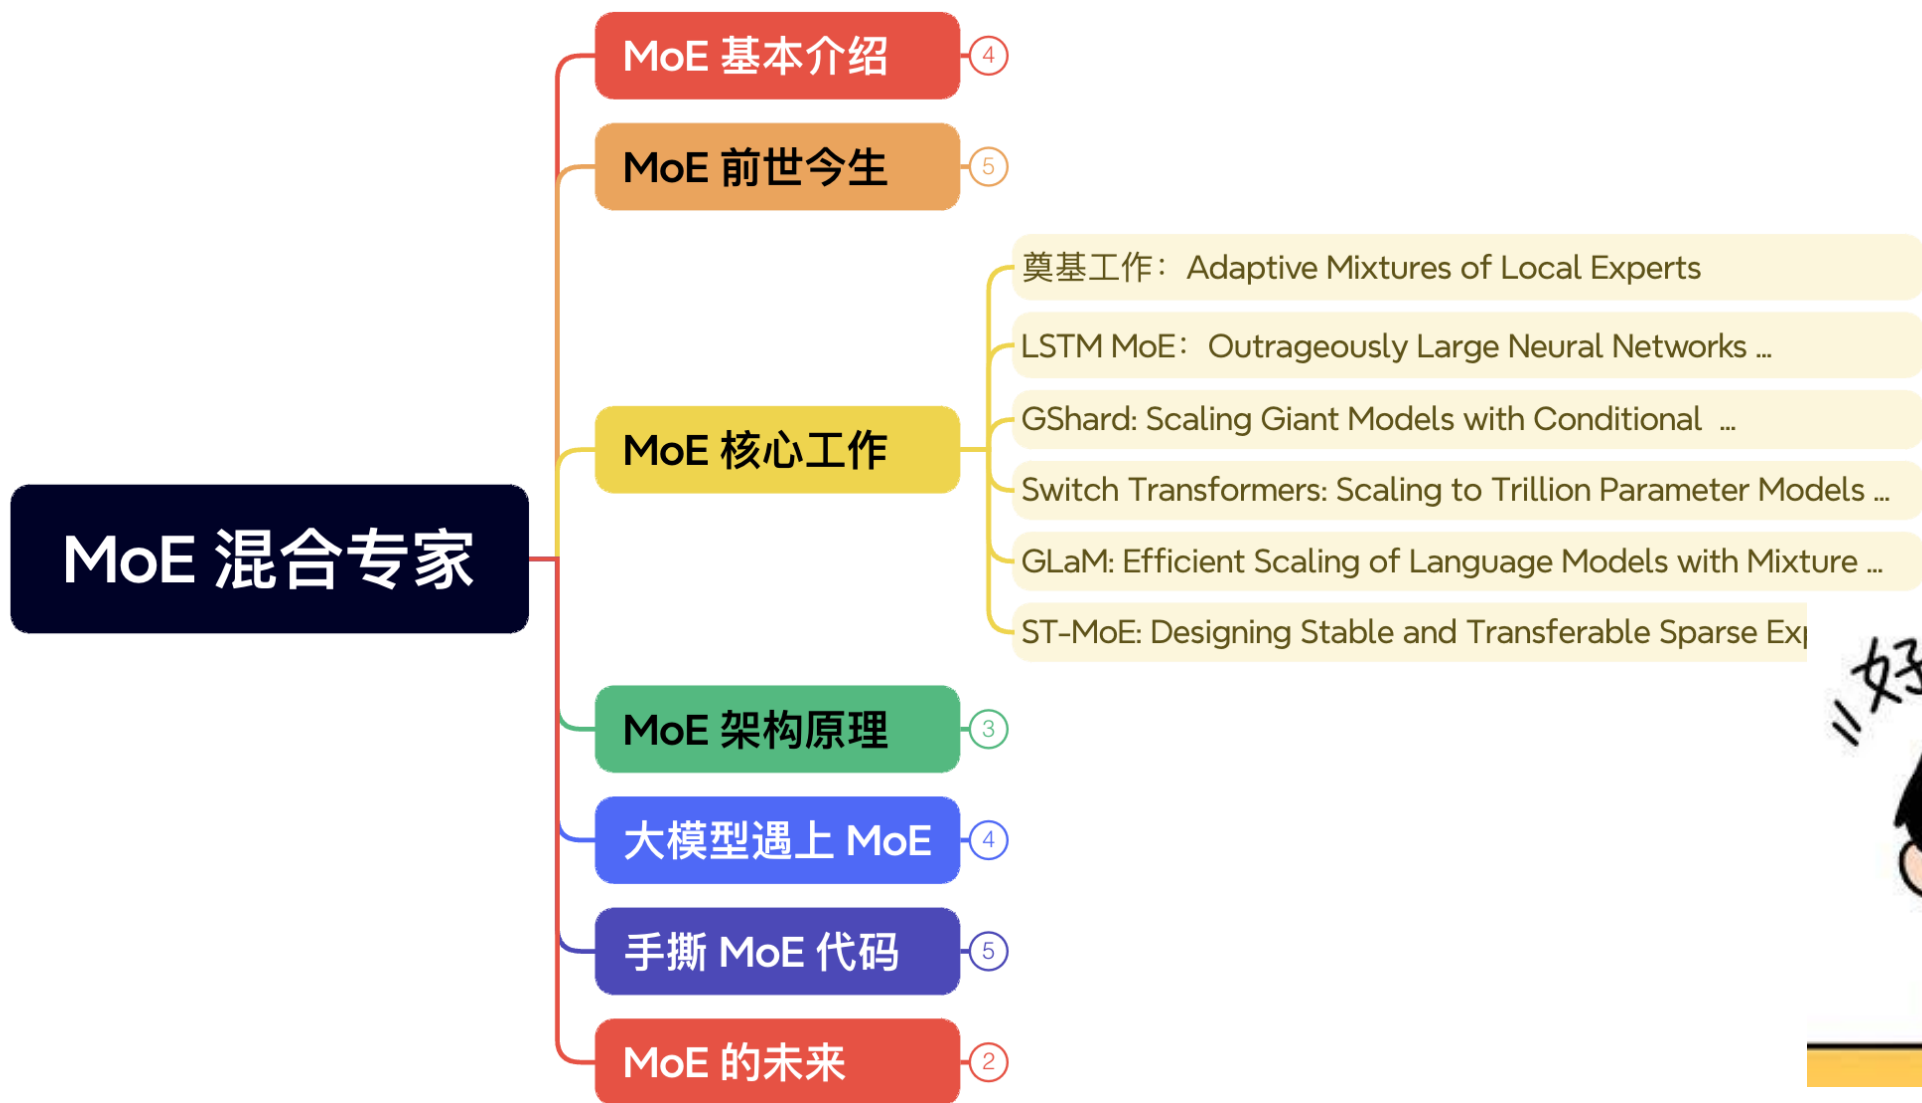 MoE 基本介绍 4
MoE 前世今生 5
奠基工作：Adaptive Mixtures of Local Experts
LSTM MoE：Outrageously Large Neural Networks ...
GShard: Scaling Giant Models with Conditional ...
MoE 核心工作
Switch Transformers: Scaling to Trillion Parameter Models ...
GLaM: Efficient Scaling of Language Models with Mixture ...
MoE 混合专家
ST-MoE: Designing Stable and Transferable Sparse
MoE 架构原理 3
大模型遇上 MoE 4
手撕 MoE 代码 5
MoE 的未来 2